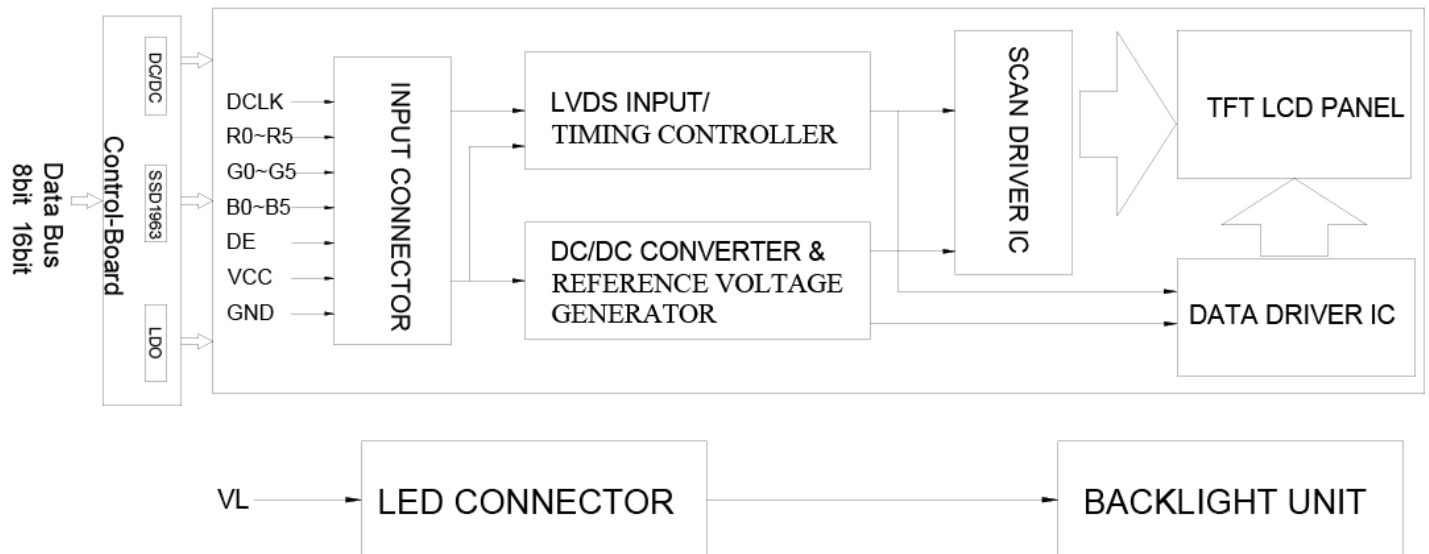 Data Bus
8bit 16bit
Control-Board
DC/DC
SSD1963
LDO
DCLK
R0~R5
G0~G5
B0~B5
DE
VCC
GND
INPUT CONNECTOR
LVDS INPUT/
TIMING CONTROLLER
DC/DC CONVERTER &
REFERENCE VOLTAGE
GENERATOR
SCAN DRIVER IC
TFT LCD PANEL
DATA DRIVER IC
VL
LED CONNECTOR
BACKLIGHT UNIT